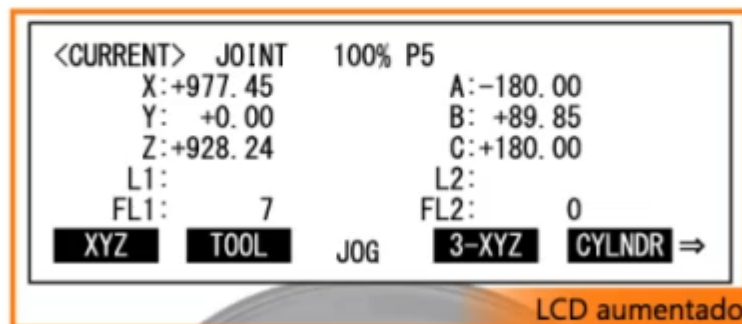 <CURRENT> JOINT 100% P5
X:+977.45 A:-180.00
Y: +0.00 B: +89.85
Z:+928.24 C:+180.00
L1: L2:
FL1: 7 FL2: 0
XYZ TOOL JOG 3-XYZ CYLNDR ⇒
LCD aumentado